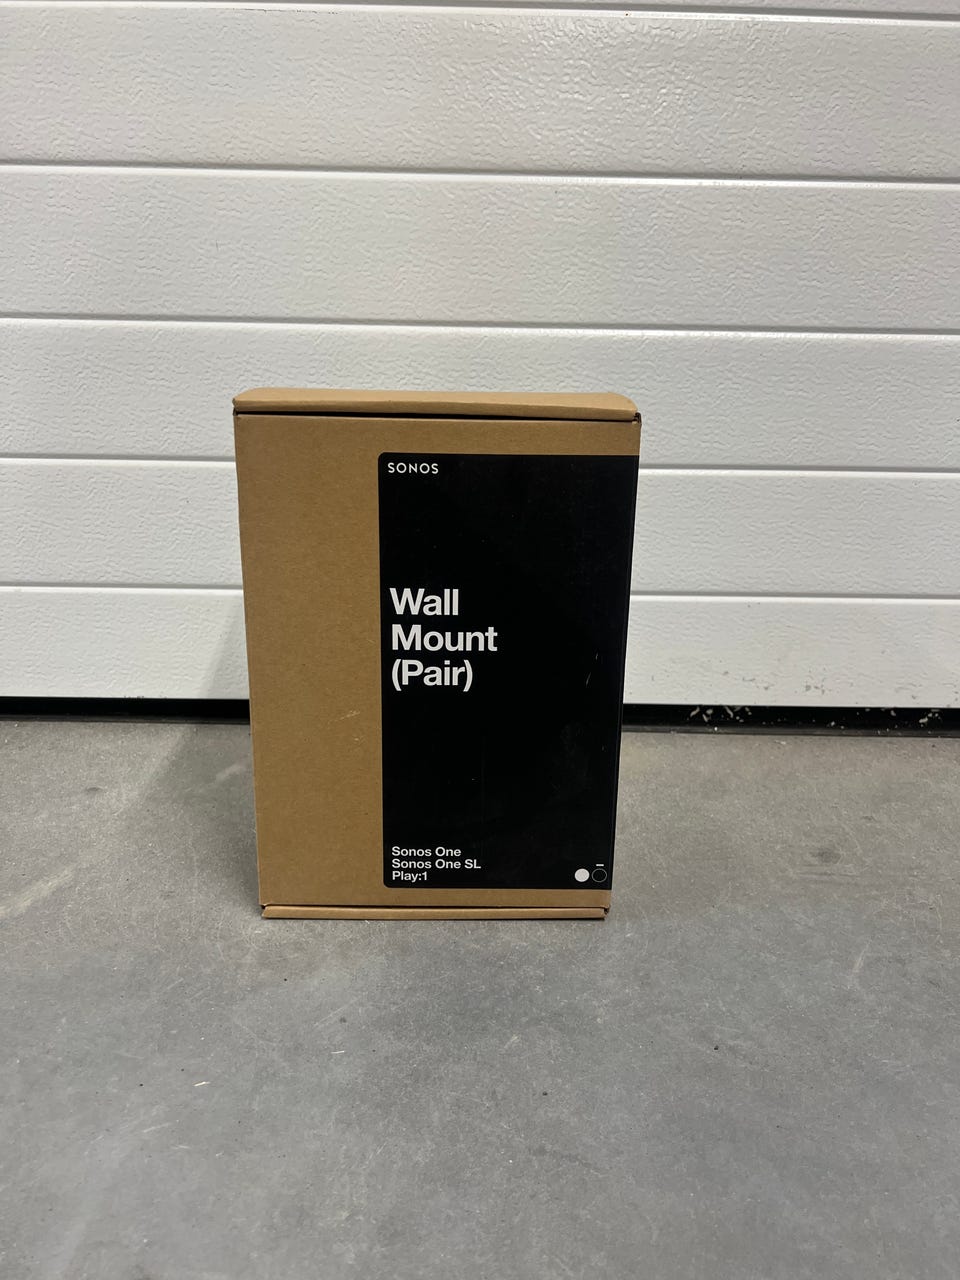 SONOS
Wall
Mount
(Pair)
Sonos One
Sonos One SL
Play:1